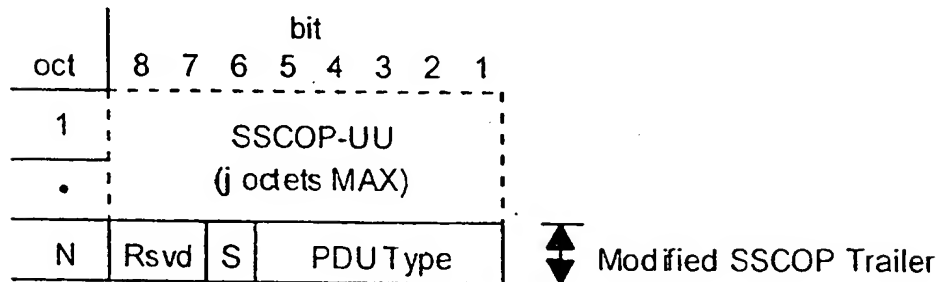 bit
oct 8 7 6 5 4 3 2 1
1 SSCOP-UU
• (j octets MAX)
N Rsvd S PDU Type Modified SSCOP Trailer